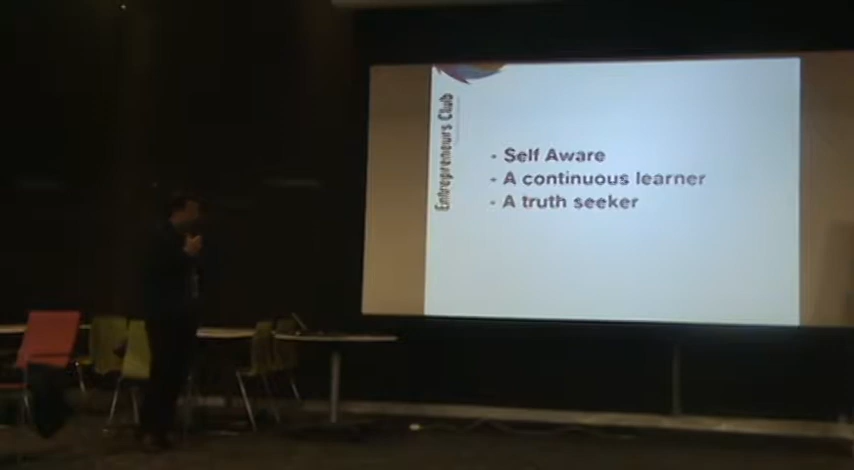 Entrepreneurs Club
- Self Aware
- A continuous learner
- A truth seeker